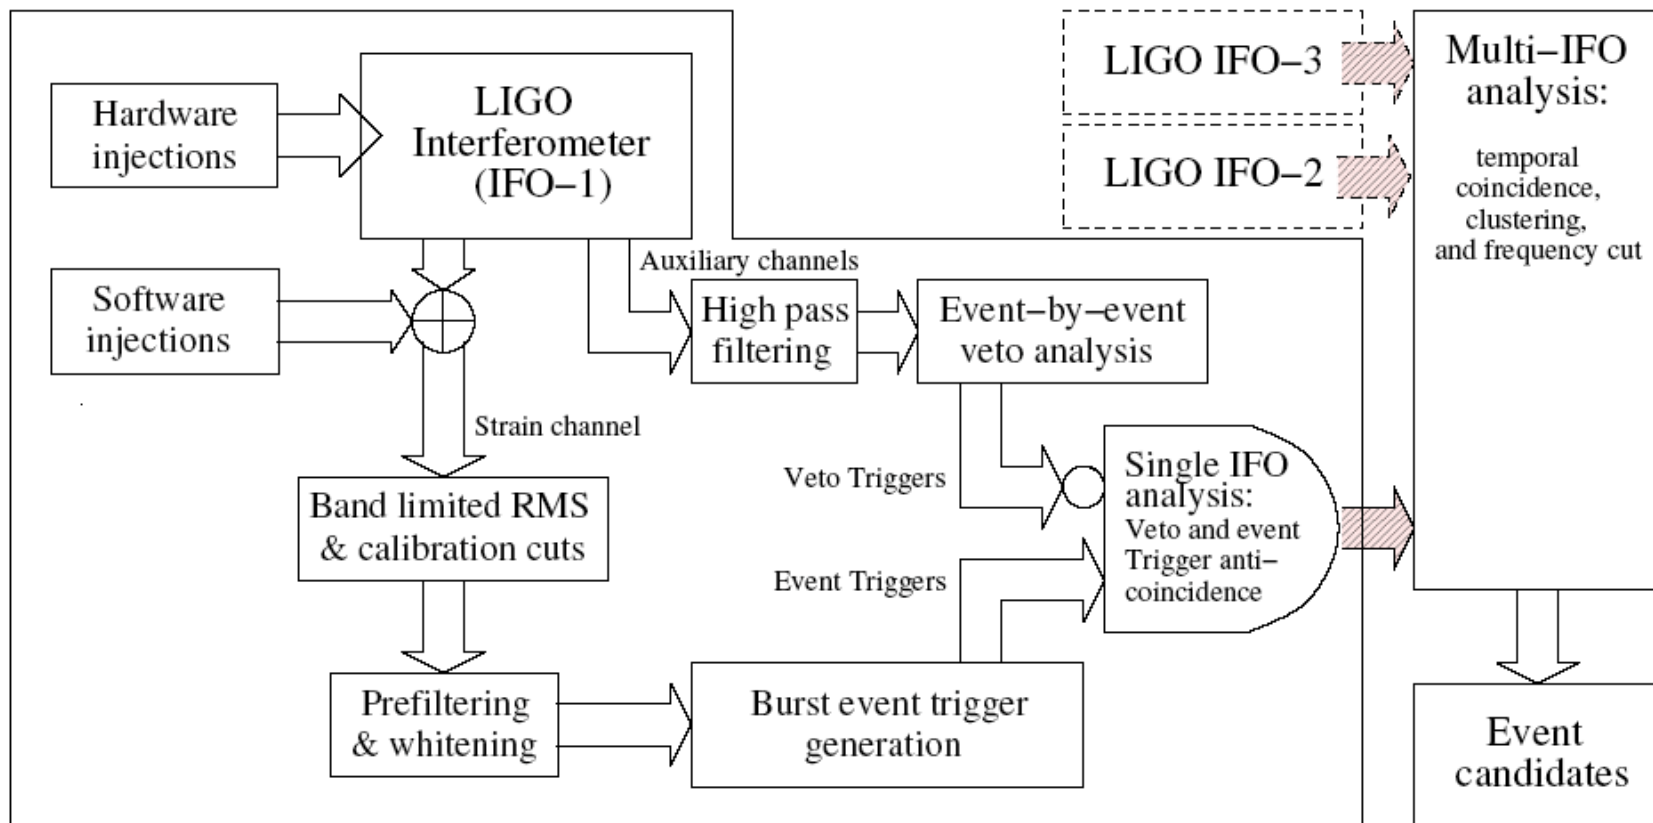 Hardware
injections
LIGO
Interferometer
(IFO−1)
LIGO IFO−3
LIGO IFO−2
Multi−IFO
analysis:
temporal
coincidence,
clustering,
and frequency cut
Software
injections
Auxiliary channels
High pass
filtering
Event−by−event
veto analysis
Strain channel
Band limited RMS
& calibration cuts
Veto Triggers
Event Triggers
Single IFO
analysis:
Veto and event
Trigger anti−
coincidence
Prefiltering
& whitening
Burst event trigger
generation
Event
candidates